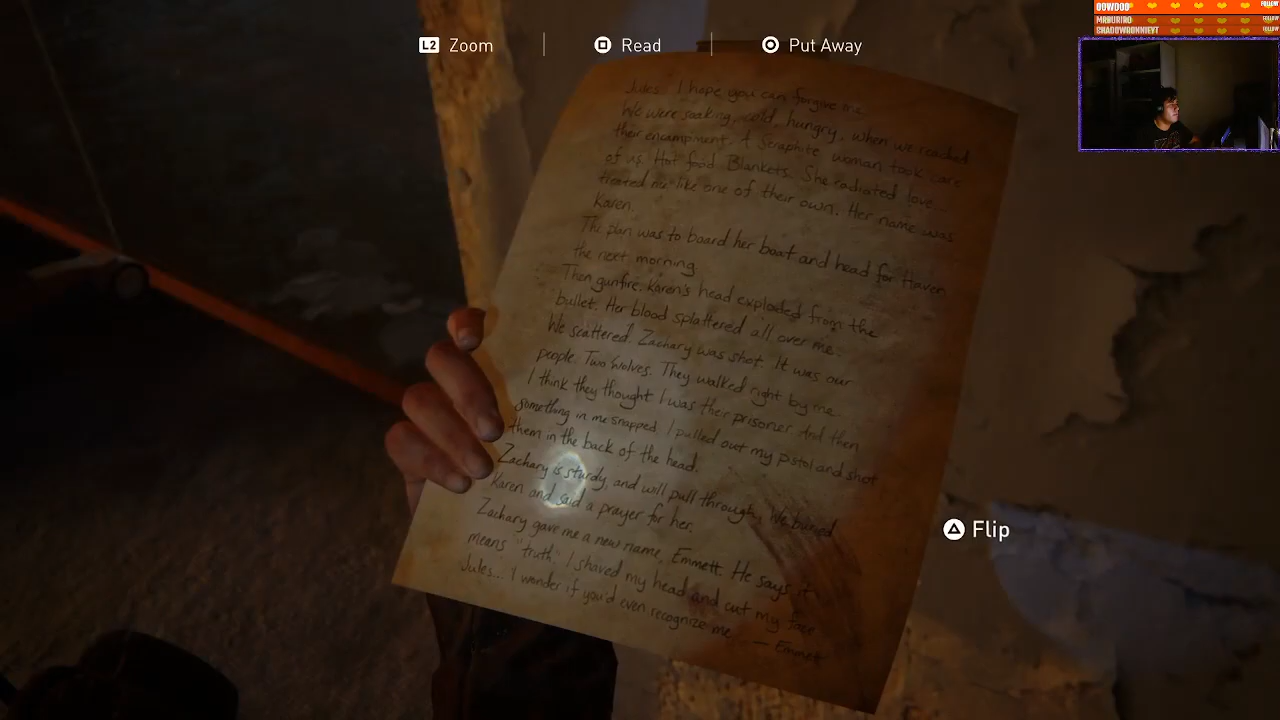 L2 Zoom
Read
Put Away
OOWDOO
FOLLOW
MRBURIRO
FOLLOW
SHADOWRONNIEYT
FOLLOW
Jules. I hope you can forgive me.
We were soaking, cold, hungry, when we reached
their encampment. A Seraphite woman took care
of us. Hot food. Blankets. She radiated love...
treated me like one of their own. Her name was
Karen.
The plan was to board her boat and head for Haven
the next morning.
Then gunfire. Karen's head exploded from the
bullet. Her blood splattered all over me.
We scattered. Zachary was shot. It was our
people. Two Wolves. They walked right by me.
I think they thought I was their prisoner. And then
something in me snapped. I pulled out my pistol and shot
them in the back of the head.
Zachary is sturdy, and will pull through. We buried
Karen and said a prayer for her.
Zachary gave me a new name, Emmett. He says it
means "truth." I shaved my head and cut my face.
Jules... I wonder if you'd even recognize me.
— Emmett
Flip